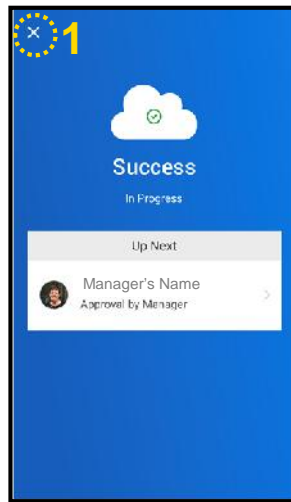 × 1
Success
In Progress
Up Next
Manager's Name
Approval by Manager